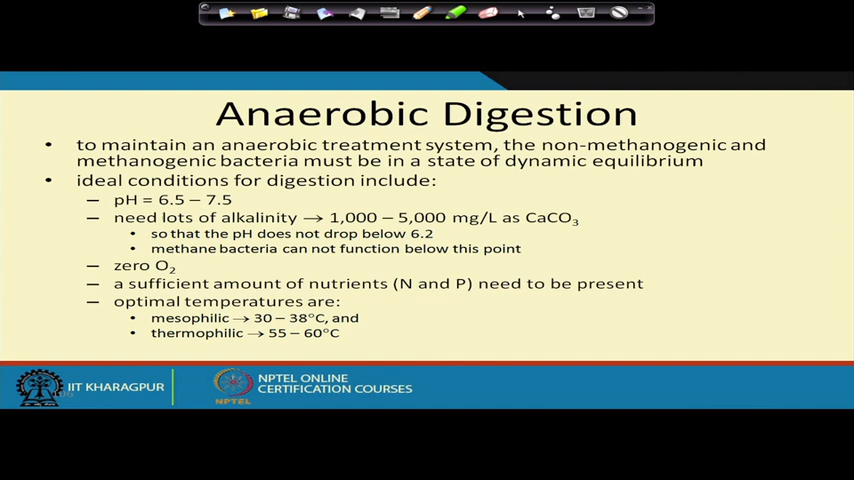 Anaerobic Digestion
• to maintain an anaerobic treatment system, the non-methanogenic and
methanogenic bacteria must be in a state of dynamic equilibrium
• ideal conditions for digestion include:
– pH = 6.5 – 7.5
– need lots of alkalinity → 1,000 – 5,000 mg/L as CaCO₃
• so that the pH does not drop below 6.2
• methane bacteria can not function below this point
– zero O₂
– a sufficient amount of nutrients (N and P) need to be present
– optimal temperatures are:
• mesophilic → 30 – 38°C, and
• thermophilic → 55 – 60°C
IIT KHARAGPUR
NPTEL
NPTEL ONLINE
CERTIFICATION COURSES